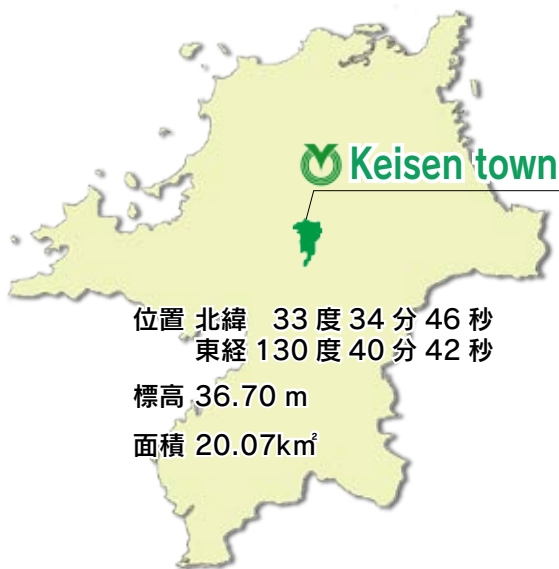 Keisen town
位置 北緯　33 度 34 分 46 秒
東経 130 度 40 分 42 秒
標高 36.70 m
面積 20.07k㎡